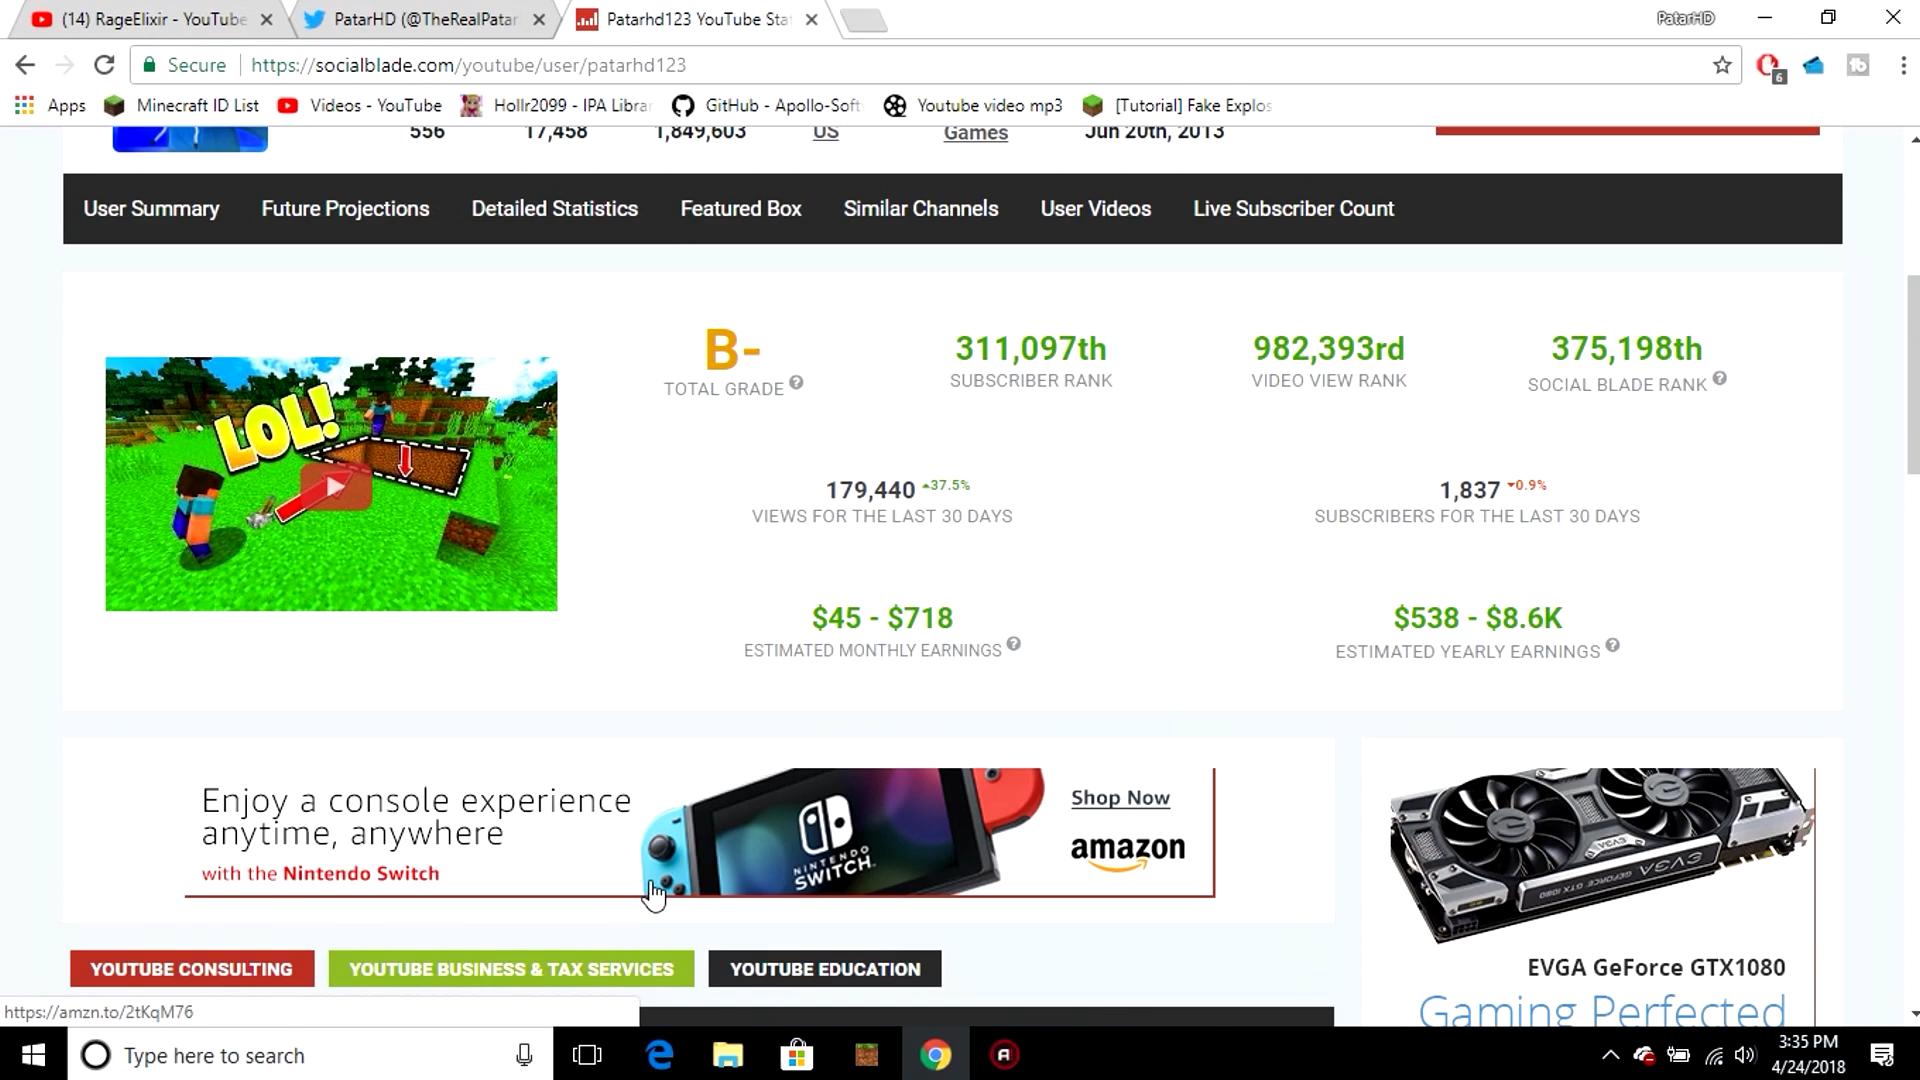 (14) RageElixir - YouTube
PatarHD (@TheRealPatar
Patarhd123 YouTube Sta
PatarHD
Secure
https://socialblade.com/youtube/user/patarhd123
6
Apps
Minecraft ID List
Videos - YouTube
Hollr2099 - IPA Libra
GitHub - Apollo-Soft
Youtube video mp3
[Tutorial] Fake Explos
556
17,458
1,849,603
US
Games
Jun 20th, 2013
User Summary
Future Projections
Detailed Statistics
Featured Box
Similar Channels
User Videos
Live Subscriber Count
LOL!
B-
TOTAL GRADE
311,097th
SUBSCRIBER RANK
982,393rd
VIDEO VIEW RANK
375,198th
SOCIAL BLADE RANK
179,440 37.5%
VIEWS FOR THE LAST 30 DAYS
1,837 0.9%
SUBSCRIBERS FOR THE LAST 30 DAYS
$45 - $718
ESTIMATED MONTHLY EARNINGS
$538 - $8.6K
ESTIMATED YEARLY EARNINGS
Enjoy a console experience
anytime, anywhere
with the Nintendo Switch
NINTENDO
SWITCH
Shop Now
amazon
EVGA
GEFORCE GTX 1080
EVGA GeForce GTX1080
Gaming Perfected
YOUTUBE CONSULTING
YOUTUBE BUSINESS & TAX SERVICES
YOUTUBE EDUCATION
https://amzn.to/2tKqM76
Type here to search
3:35 PM
4/24/2018